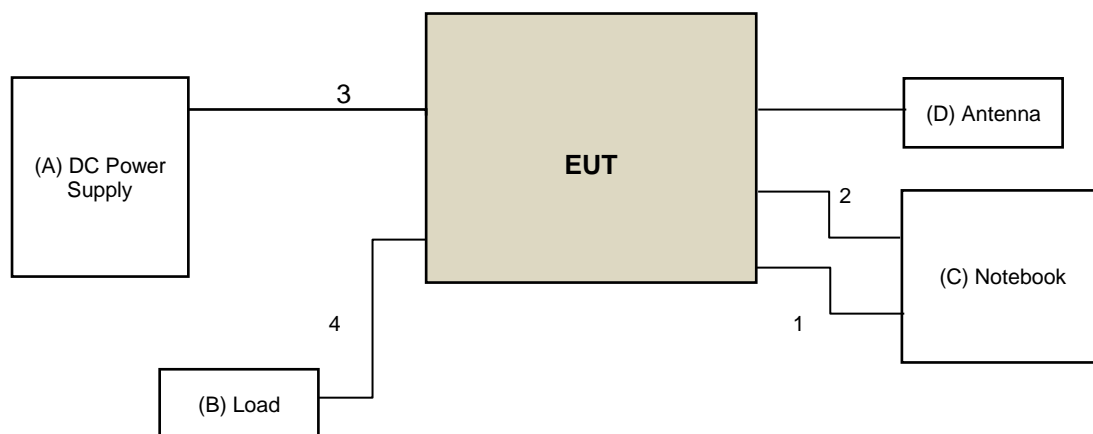 3
(A) DC Power
Supply
EUT
(D) Antenna
2
(C) Notebook
1
4
(B) Load